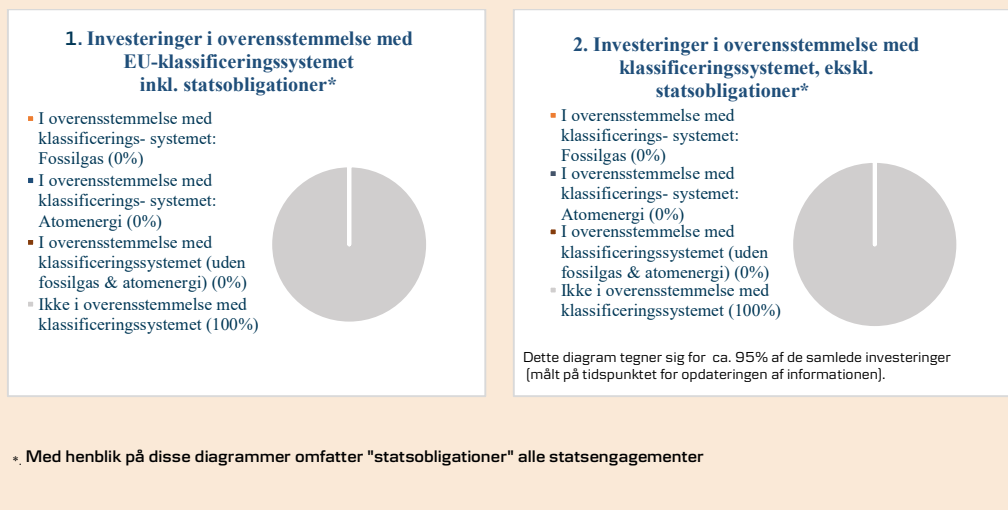 1. Investeringer i overensstemmelse med
EU-klassificeringssystemet
inkl. statsobligationer*
I overensstemmelse med
klassificerings- systemet:
Fossilgas (0%)
I overensstemmelse med
klassificerings- systemet:
Atomenergi (0%)
I overensstemmelse med
klassificeringssystemet (uden
fossilgas & atomenergi) (0%)
Ikke i overensstemmelse med
klassificeringssystemet (100%)
2. Investeringer i overensstemmelse med
klassificeringssystemet, ekskl.
statsobligationer*
I overensstemmelse med
klassificerings- systemet:
Fossilgas (0%)
I overensstemmelse med
klassificerings- systemet:
Atomenergi (0%)
I overensstemmelse med
klassificeringssystemet (uden
fossilgas & atomenergi) (0%)
Ikke i overensstemmelse med
klassificeringssystemet (100%)
Dette diagram tegner sig for ca. 95% af de samlede investeringer
(målt på tidspunktet for opdateringen af informationen).
*. Med henblik på disse diagrammer omfatter "statsobligationer" alle statsengagementer